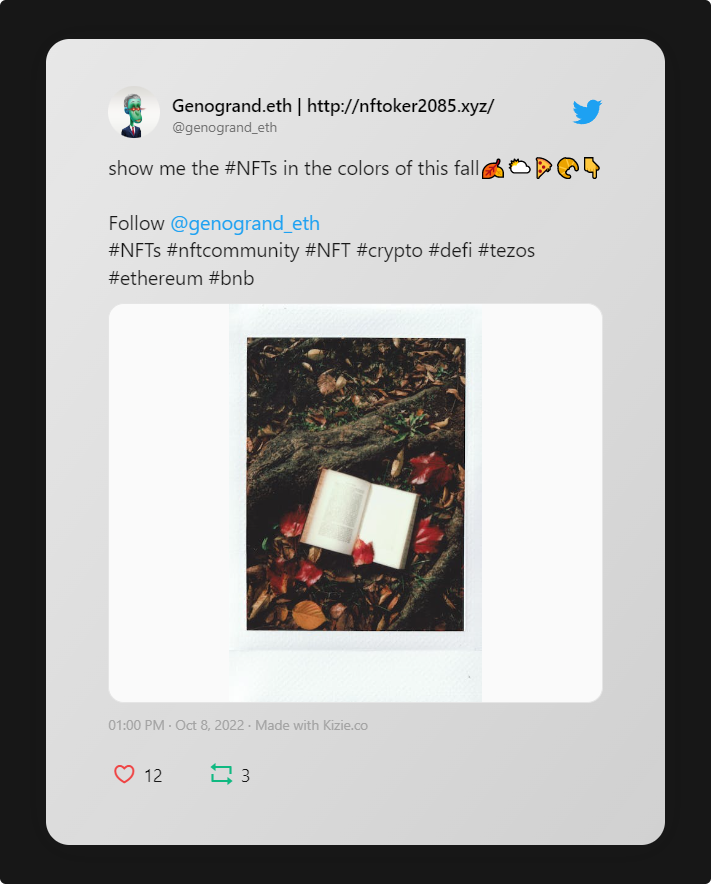 Genogrand.eth | http://nftoker2085.xyz/
@genogrand_eth
show me the #NFTs in the colors of this fall🍂🌥🍕🥐👇
Follow @genogrand_eth
#NFTs #nftcommunity #NFT #crypto #defi #tezos
#ethereum #bnb
01:00 PM · Oct 8, 2022 · Made with Kizie.co
12
3